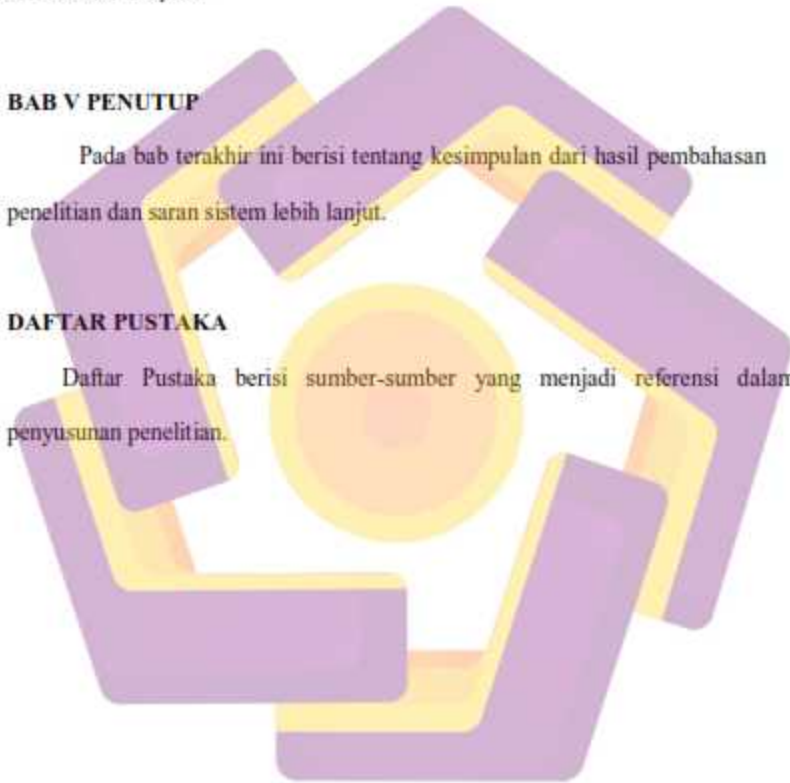 BAB V PENUTUP
Pada bab terakhir ini berisi tentang kesimpulan dari hasil pembahasan
penelitian dan saran sistem lebih lanjut.
DAFTAR PUSTAKA
Daftar Pustaka berisi sumber-sumber yang menjadi referensi dalam
penyusunan penelitian.